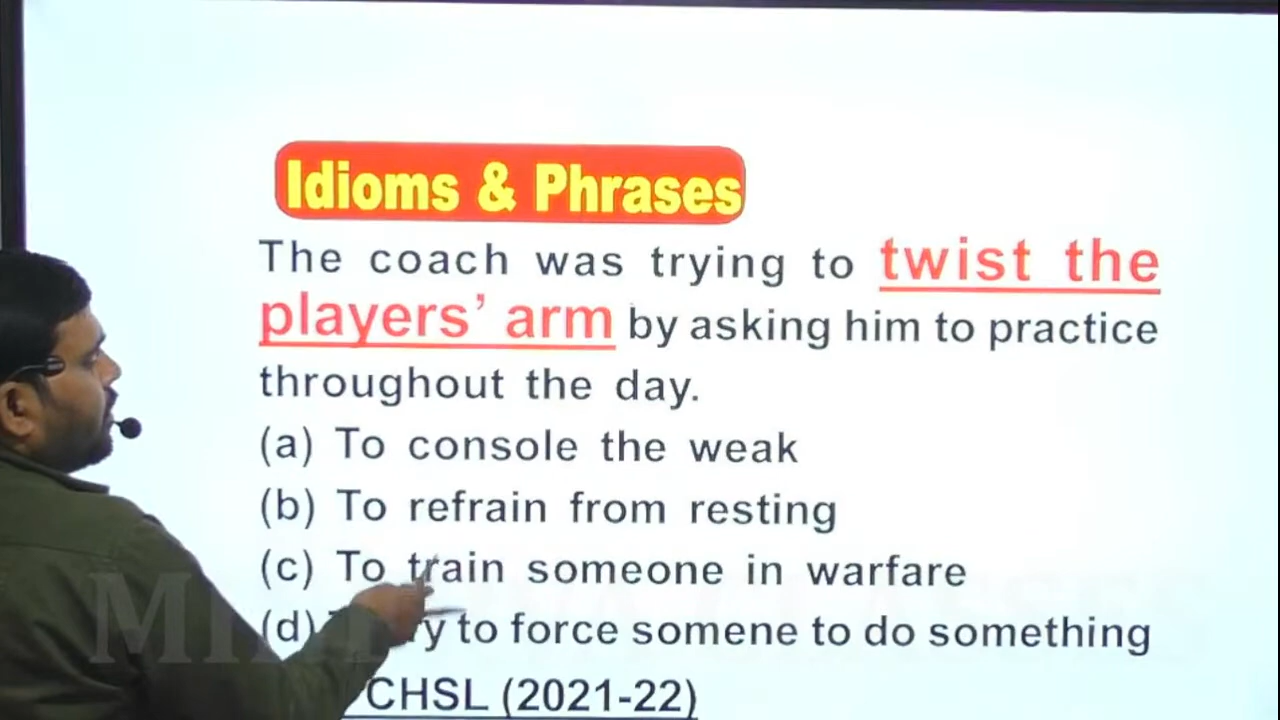 Idioms & Phrases
The coach was trying to twist the
players’ arm by asking him to practice
throughout the day.
(a) To console the weak
(b) To refrain from resting
(c) To train someone in warfare
(d) to force somene to do something
CHSL (2021-22)